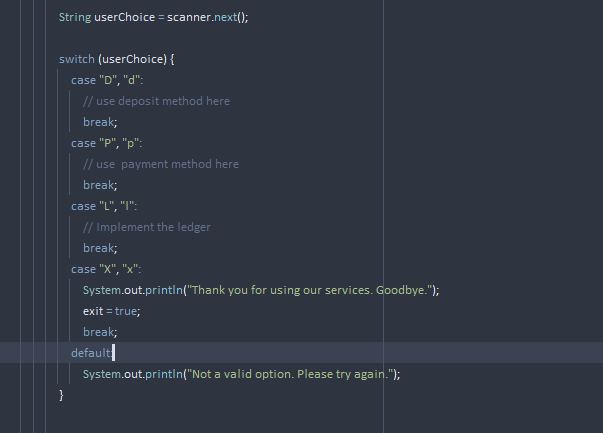 String userChoice = scanner.next();
switch (userChoice) {
case "D", "d":
// use deposit method here
break;
case "P", "p":
// use  payment method here
break;
case "L", "l":
// Implement the ledger
break;
case "X", "x":
System.out.println("Thank you for using our services. Goodbye.");
exit = true;
break;
default:
System.out.println("Not a valid option. Please try again.");
}